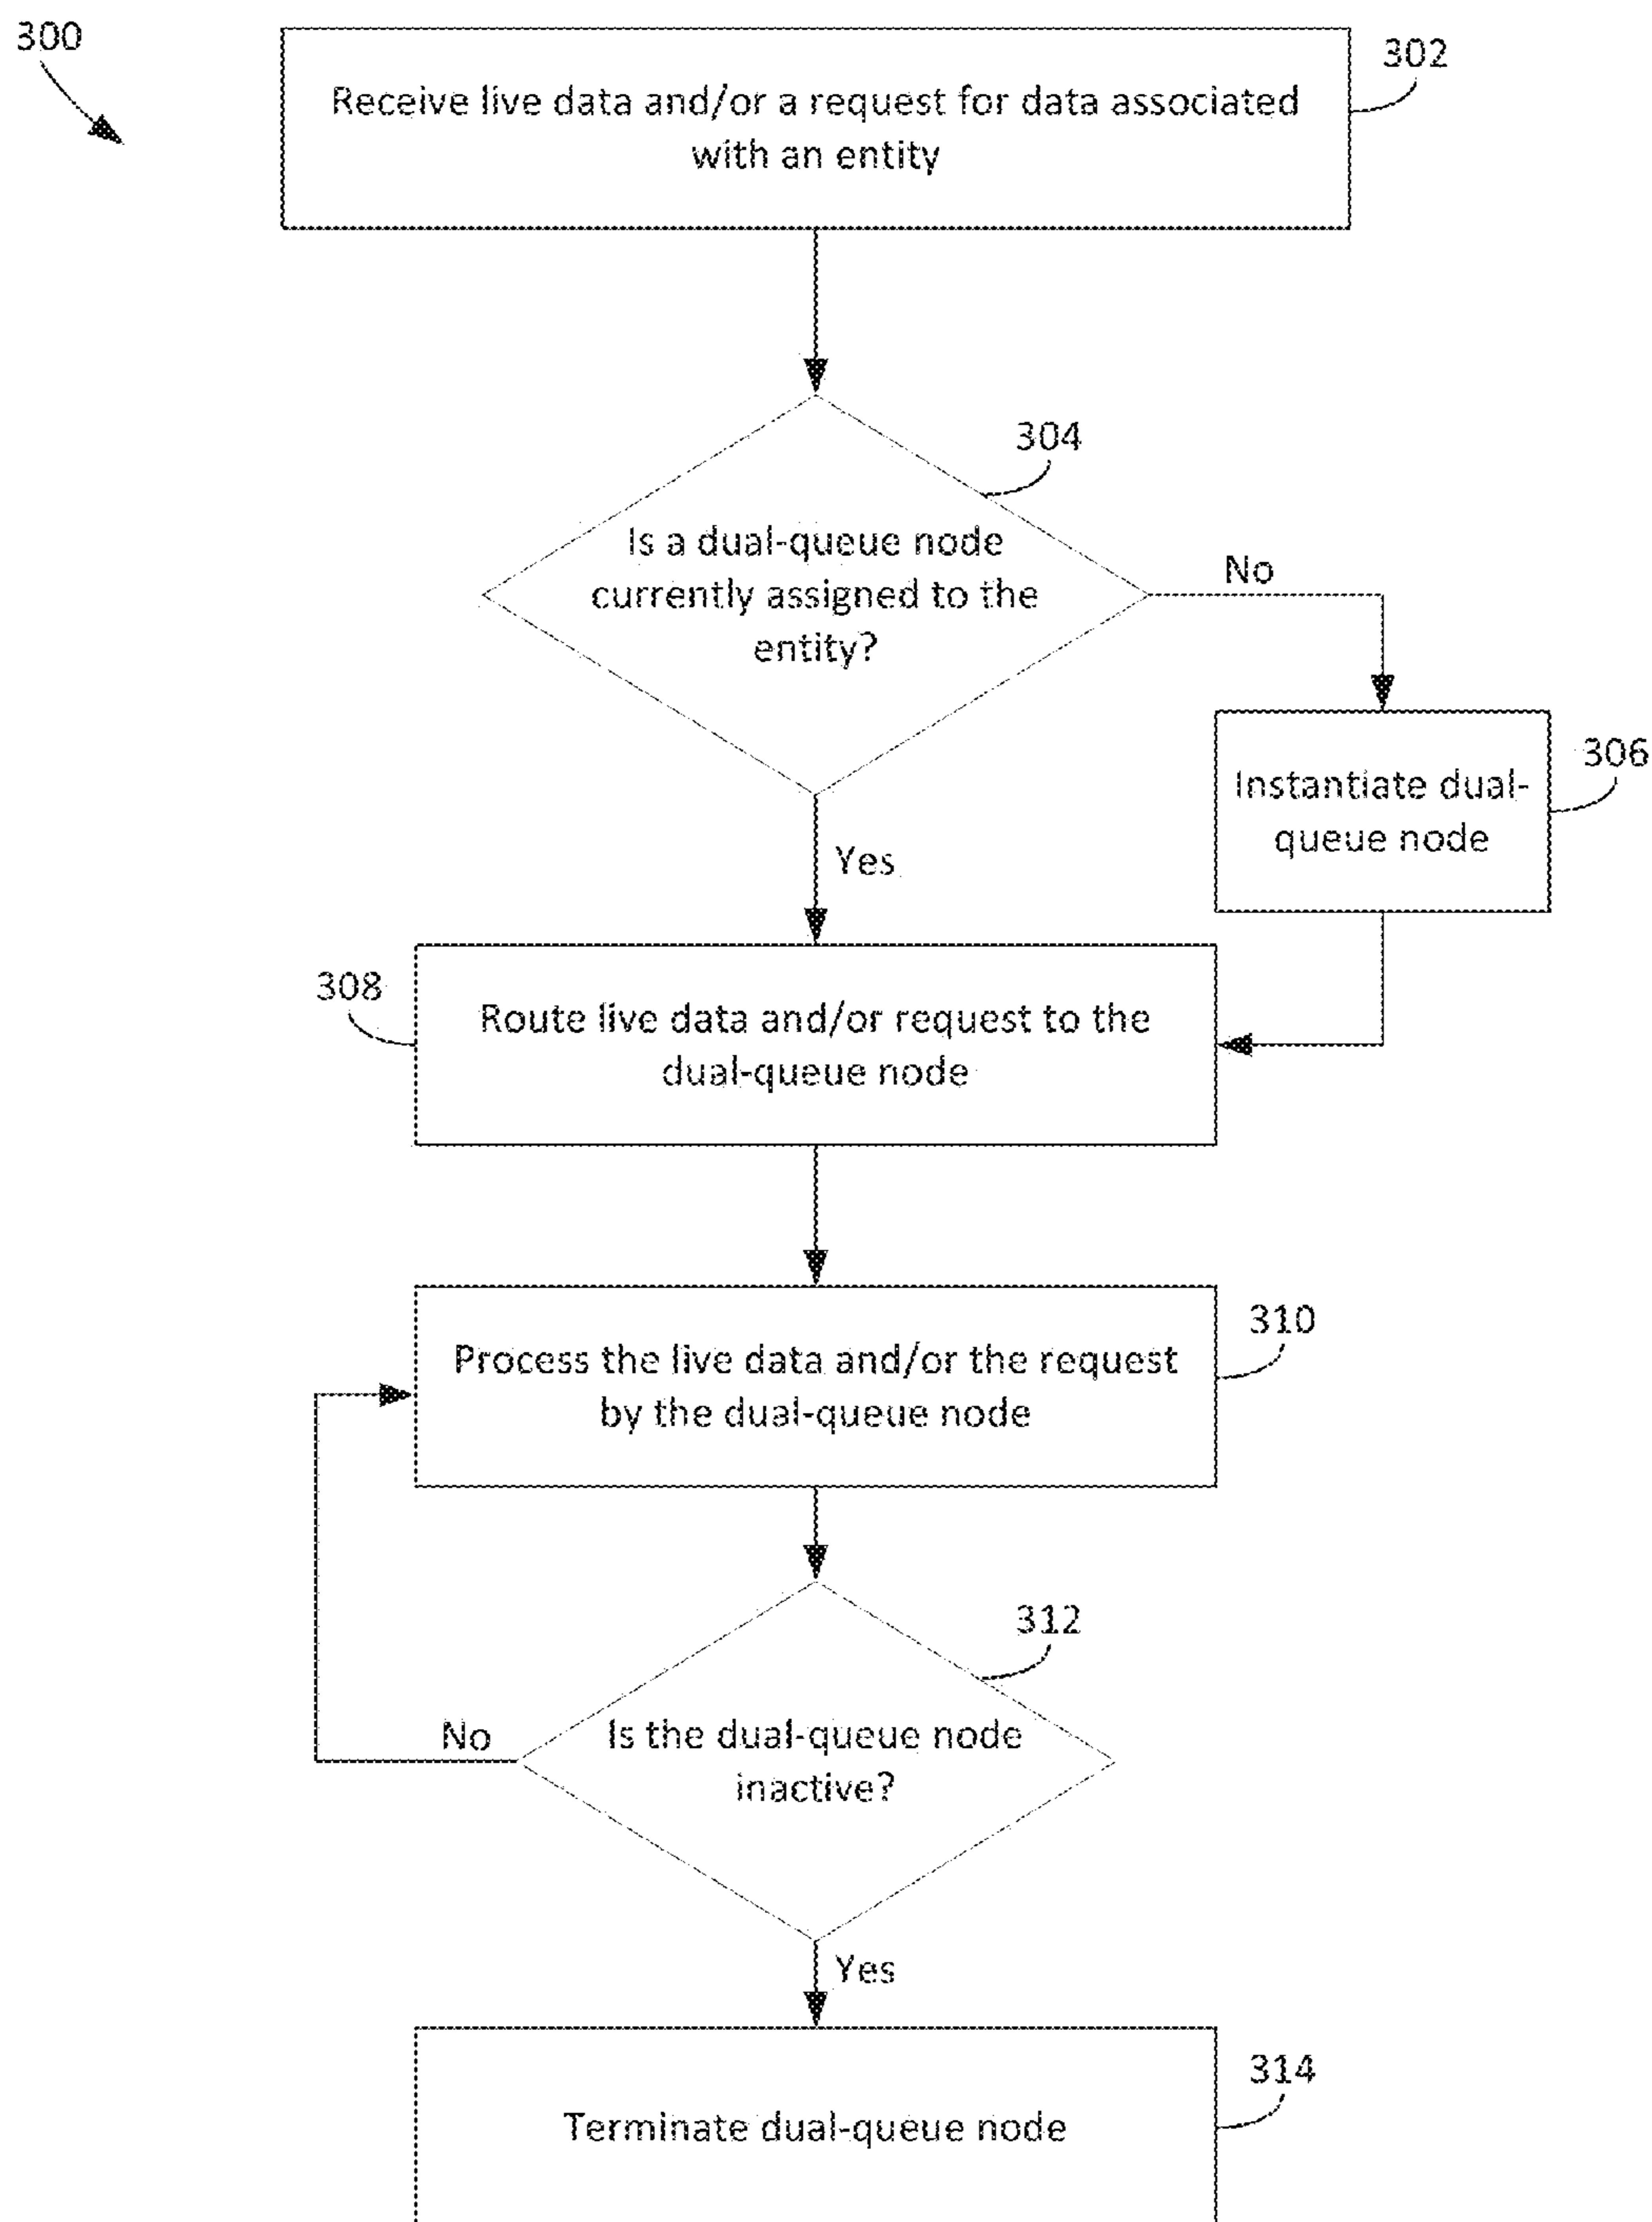 300
302
Receive live data and/or a request for data associated
with an entity
304
Is a dual-queue node
currently assigned to the
entity?
No
306
Instantiate dual-
queue node
Yes
308
Route live data and/or request to the
dual-queue node
310
Process the live data and/or the request
by the dual-queue node
312
Is the dual-queue node
inactive?
No
Yes
314
Terminate dual-queue node